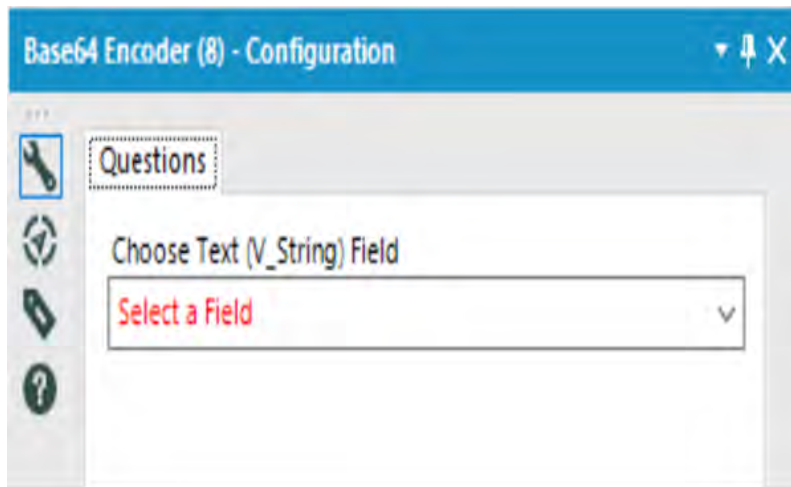 Base64 Encoder (8) - Configuration
Questions
Choose Text (V_String) Field
Select a Field
?